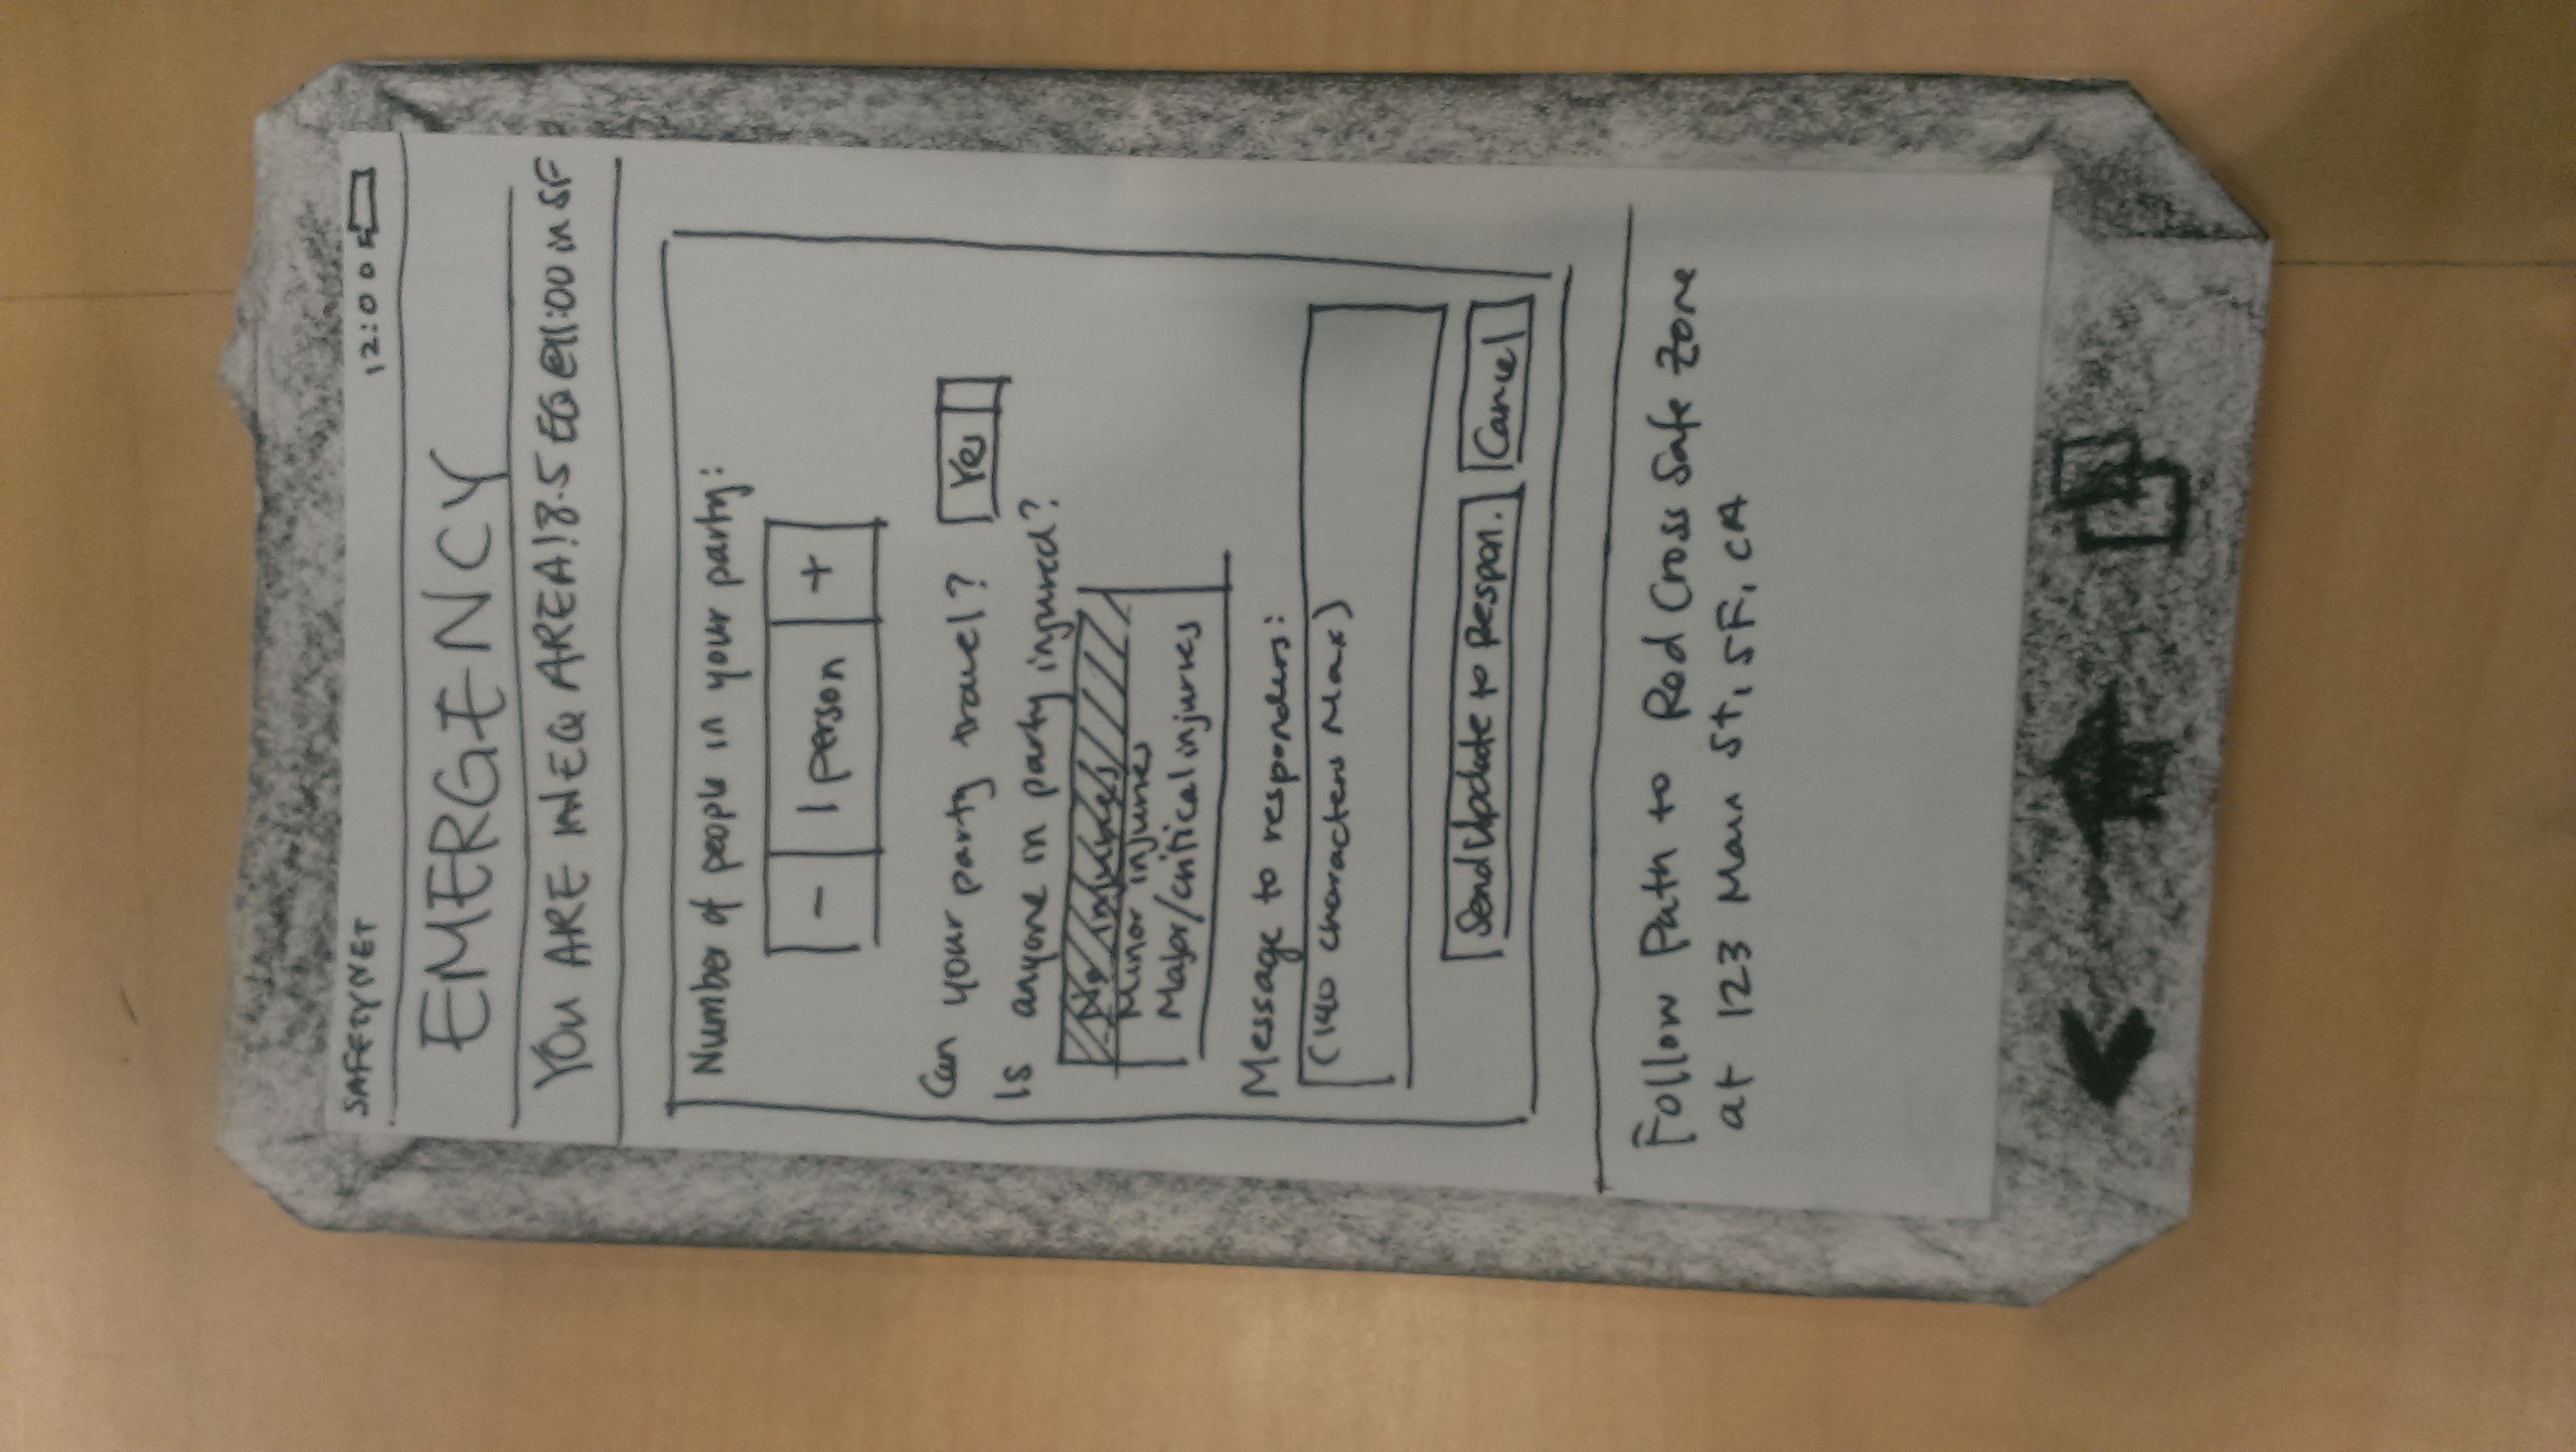 SAFETYNET 12:00
EMERGENCY
YOU ARE IN EQ AREA! 8.5 EQ @11:00 IN SF
Number of people in your party:
- 1 person +
Can your party travel? Yes
Is anyone in party injured?
No injuries
Minor injuries
Major/critical injuries
Message to responders:
(140 characters Max)
Send Update to Respon. Cancel
Follow Path to Red Cross Safe Zone
at 123 Main St, SF, CA